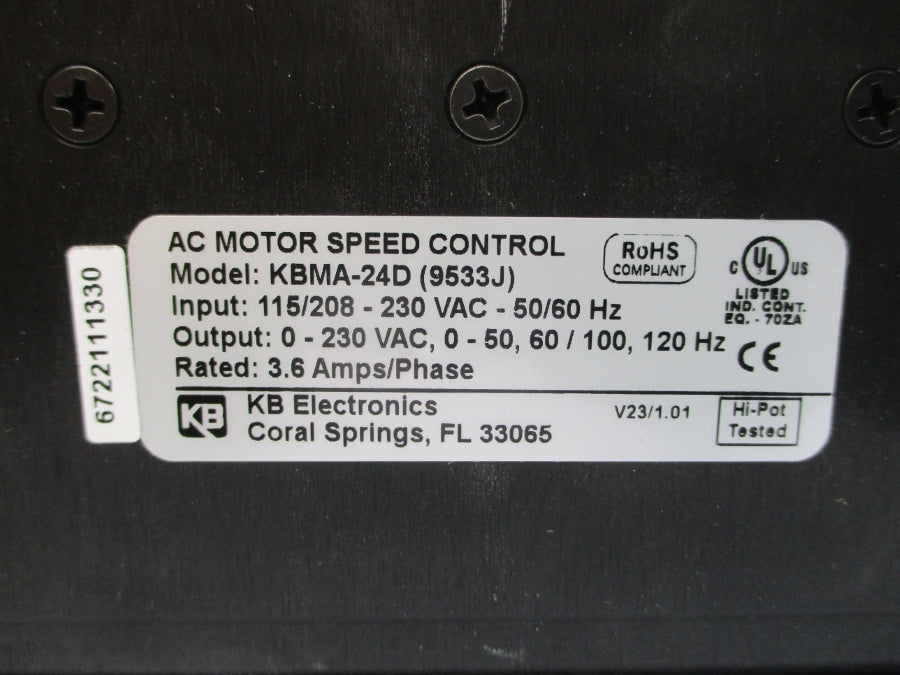 AC MOTOR SPEED CONTROL
Model: KBMA-24D (9533J)
Input: 115/208 - 230 VAC - 50/60 Hz
Output: 0 - 230 VAC, 0 - 50, 60 / 100, 120 Hz
Rated: 3.6 Amps/Phase
RoHS
COMPLIANT
C UL US
LISTED
IND. CONT.
EQ. - 70ZA
CE
KB
KB Electronics
Coral Springs, FL 33065
V23/1.01
Hi-Pot
Tested
6722111330